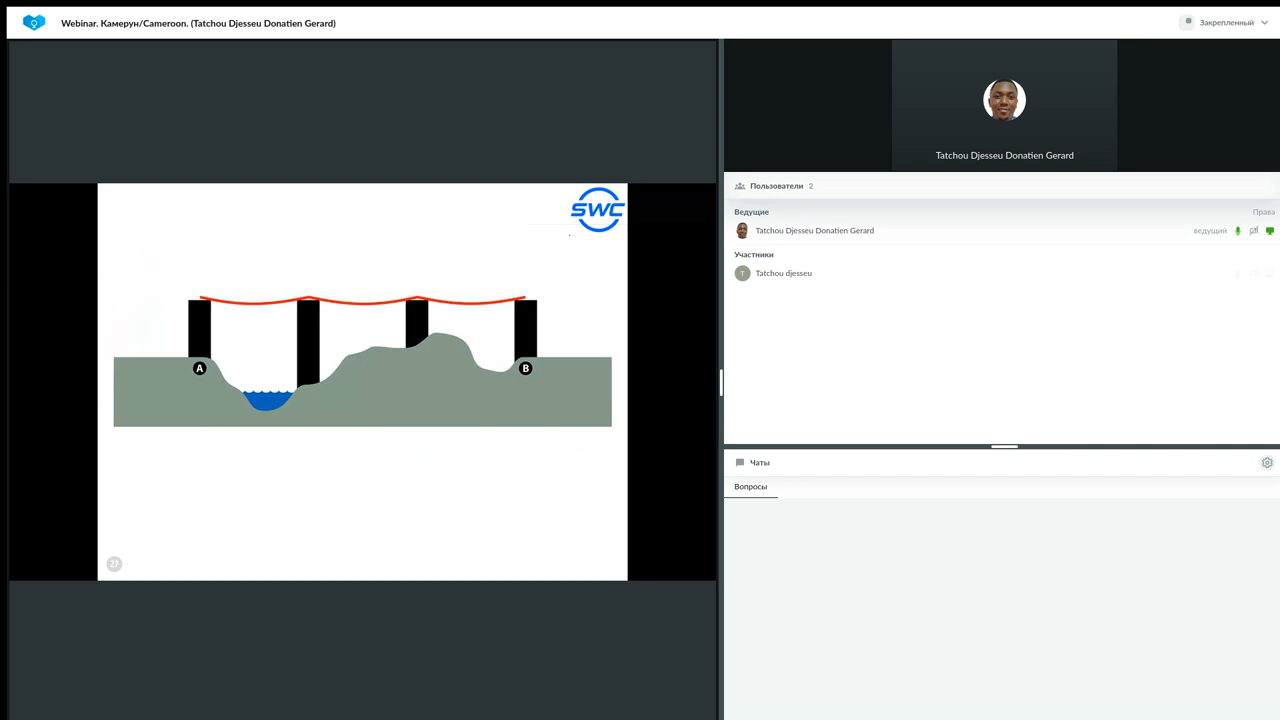 Webinar. Камерун/Cameroon. (Tatchou Djesseu Donatien Gerard)
Закрепленный
Tatchou Djesseu Donatien Gerard
Пользователи 2
Ведущие Права
Tatchou Djesseu Donatien Gerard ведущий
Участники
T Tatchou djesseu
Чаты
Вопросы
SWC
A B
27